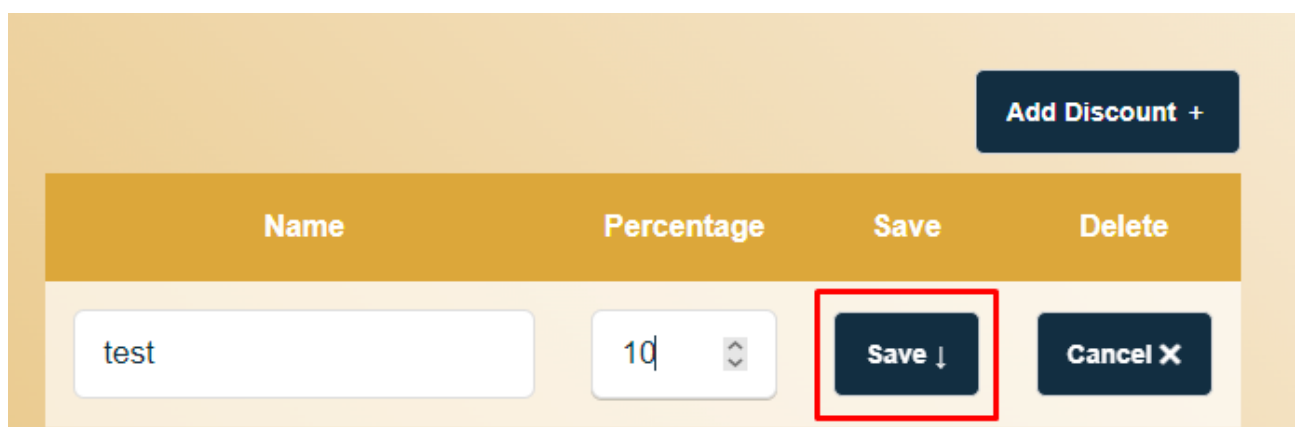 Add Discount +
Name Percentage Save Delete
test 10 Save ↓ Cancel ✕